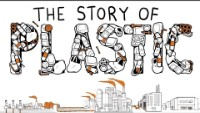 THE STORY OF
PLASTIC